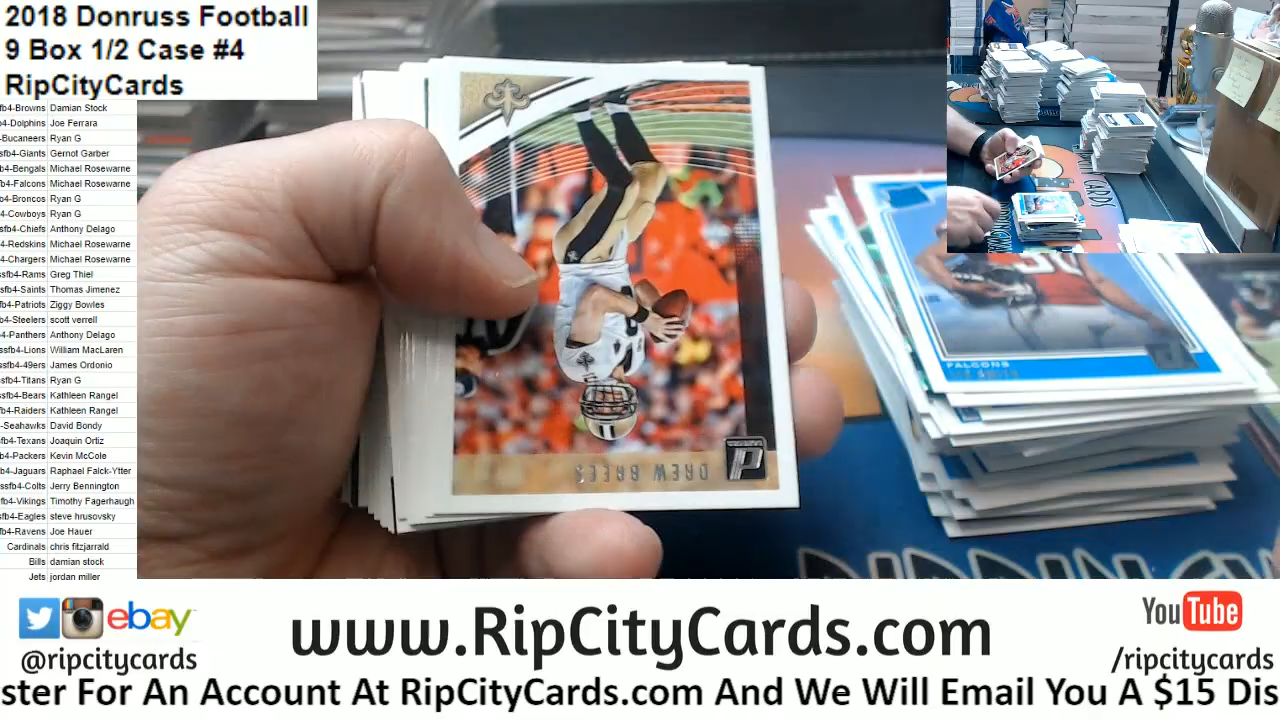 2018 Donruss Football
9 Box 1/2 Case #4
RipCityCards
fb4-Browns Damian Stock
b4-Dolphins Joe Ferrara
-Bucaneers Ryan G
sfb4-Giants Gernot Garber
b4-Bengals Michael Rosewarne
b4-Falcons Michael Rosewarne
b4-Broncos Ryan G
b4-Cowboys Ryan G
sfb4-Chiefs Anthony Delago
4-Redskins Michael Rosewarne
4-Chargers Michael Rosewarne
ssfb4-Rams Greg Thiel
sfb4-Saints Thomas Jimenez
b4-Patriots Ziggy Bowles
b4-Steelers scott verrell
4-Panthers Anthony Delago
ssfb4-Lions William MacLaren
ssfb4-49ers James Ordonio
ssfb4-Titans Ryan G
sfb4-Bears Kathleen Rangel
b4-Raiders Kathleen Rangel
-Seahawks David Bondy
b4-Texans Joaquin Ortiz
b4-Packers Kevin McCole
b4-Jaguars Raphael Falck-Ytter
ssfb4-Colts Jerry Bennington
fb4-Vikings Timothy Fagerhaugh
sfb4-Eagles steve hrusovsky
fb4-Ravens Joe Hauer
Cardinals chris fitzjarrald
Bills damian stock
Jets jordan miller
DREW BREES
FALCONS
CARDS
ebay
@ripcitycards
www.RipCityCards.com
YouTube
/ripcitycards
ster For An Account At RipCityCards.com And We Will Email You A $15 Dis